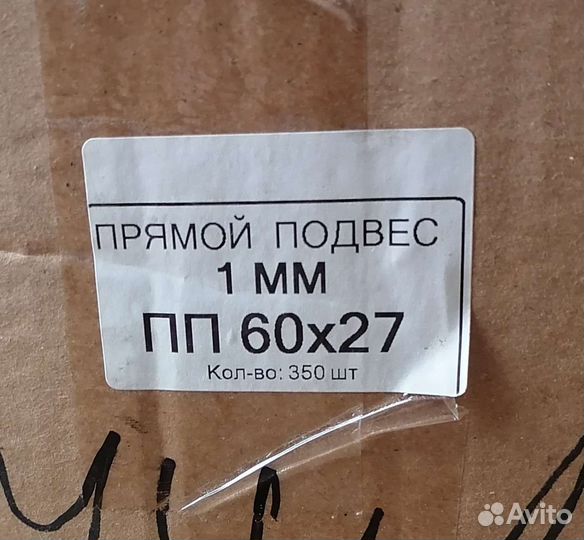 ПРЯМОЙ ПОДВЕС
1 ММ
ПП 60х27
Кол-во: 350 шт
Avito